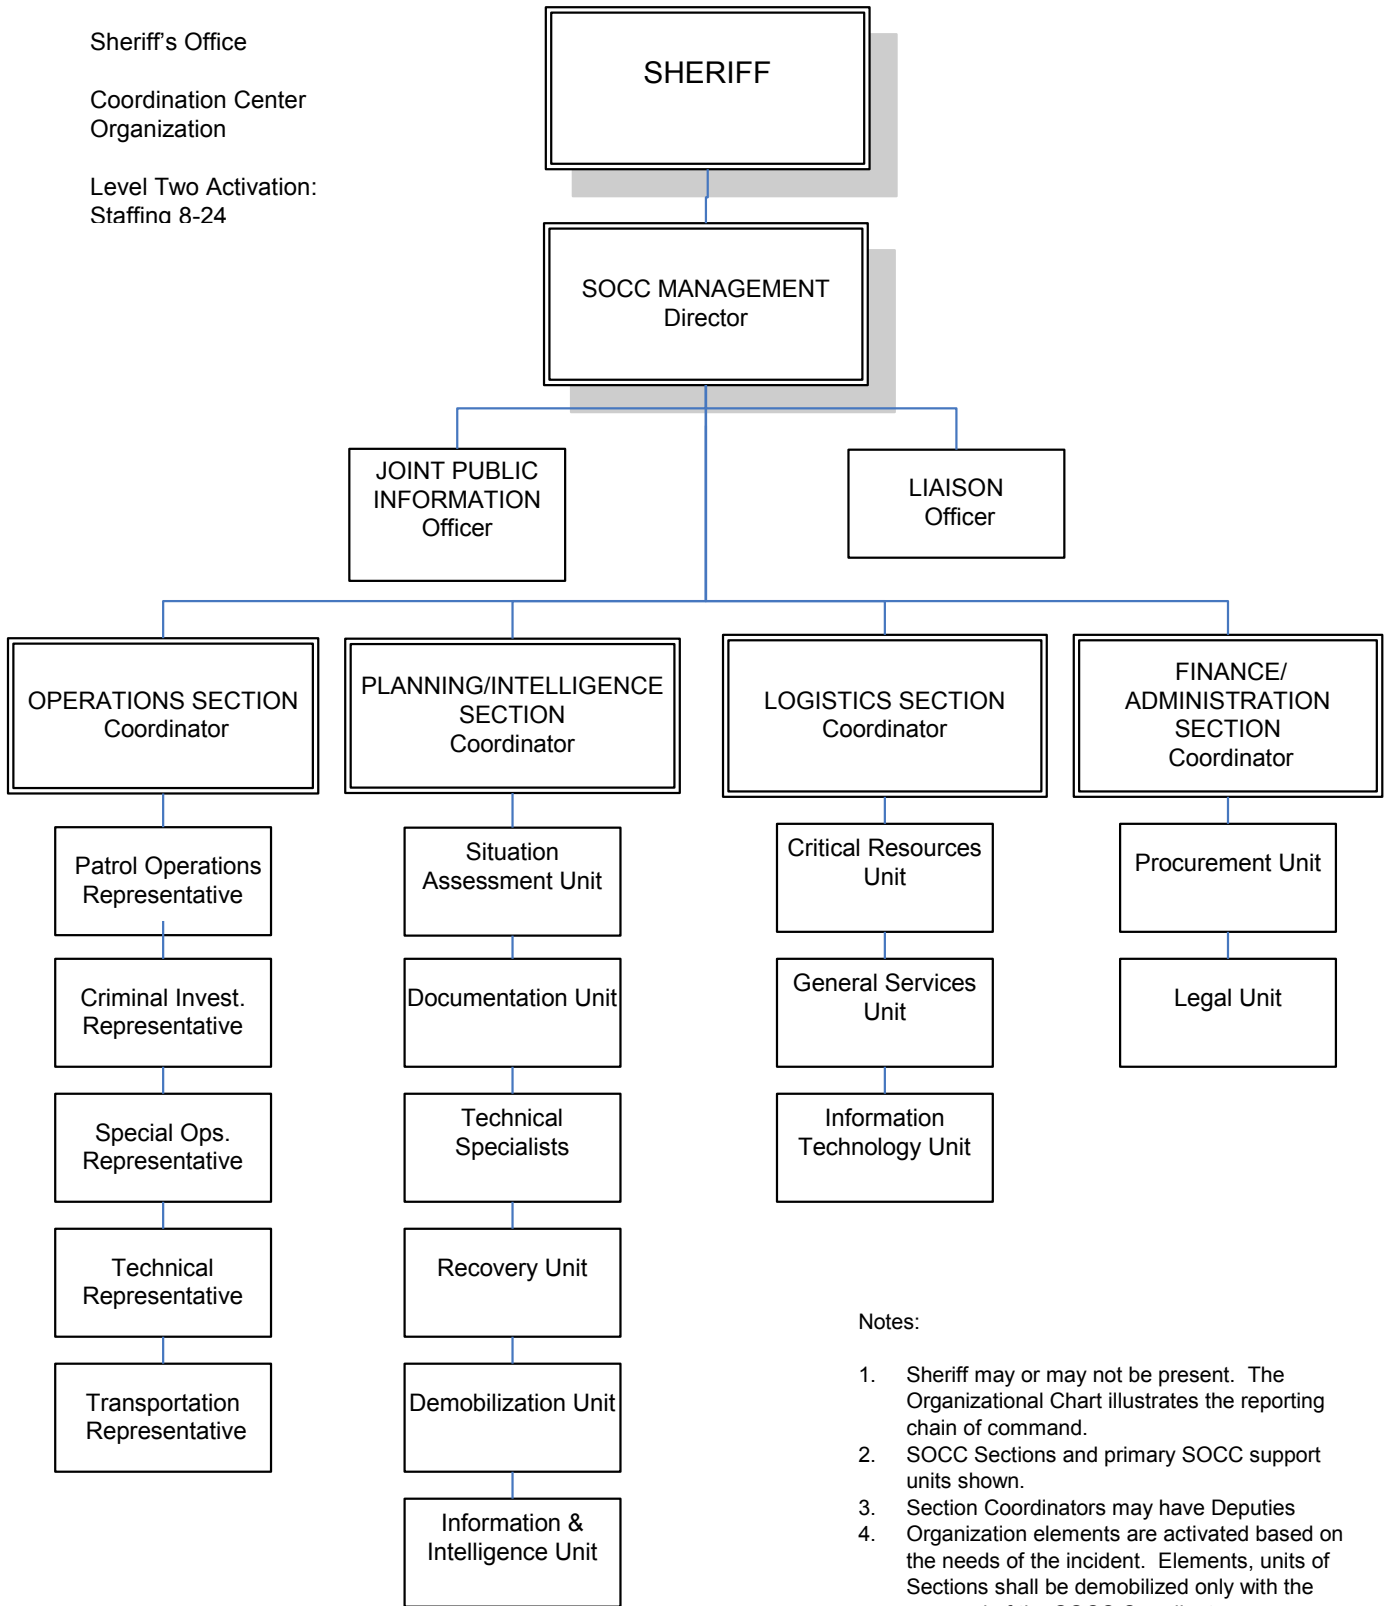 Sheriff's Office
Coordination Center
Organization
Level Two Activation:
Staffing 8-24
SHERIFF
SOCC MANAGEMENT
Director
JOINT PUBLIC
INFORMATION
Officer
LIAISON
Officer
OPERATIONS SECTION
Coordinator
PLANNING/INTELLIGENCE
SECTION
Coordinator
LOGISTICS SECTION
Coordinator
FINANCE/
ADMINISTRATION
SECTION
Coordinator
Patrol Operations
Representative
Criminal Invest.
Representative
Special Ops.
Representative
Technical
Representative
Transportation
Representative
Situation
Assessment Unit
Documentation Unit
Technical
Specialists
Recovery Unit
Demobilization Unit
Information &
Intelligence Unit
Critical Resources
Unit
General Services
Unit
Information
Technology Unit
Procurement Unit
Legal Unit
Notes:
1. Sheriff may or may not be present. The
Organizational Chart illustrates the reporting
chain of command.
2. SOCC Sections and primary SOCC support
units shown.
3. Section Coordinators may have Deputies
4. Organization elements are activated based on
the needs of the incident. Elements, units of
Sections shall be demobilized only with the